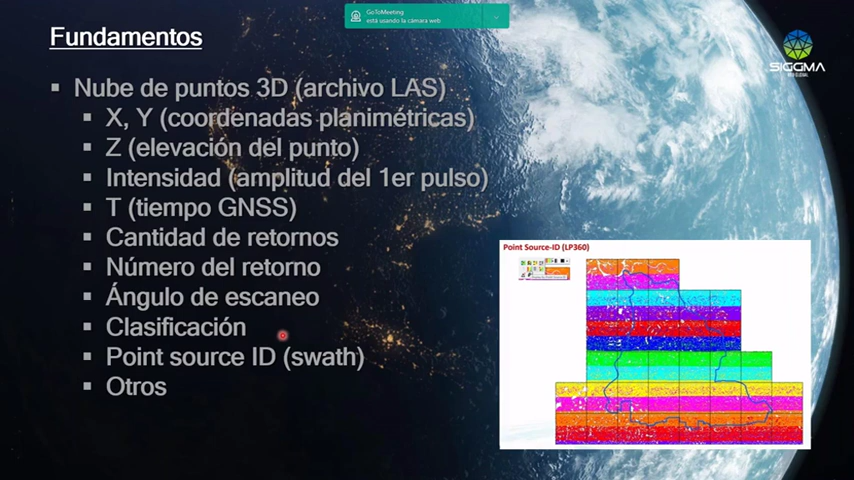 GoToMeeting
está usando la cámara web
Fundamentos
SIGGMA
Nube de puntos 3D (archivo LAS)
X, Y (coordenadas planimétricas)
Z (elevación del punto)
Intensidad (amplitud del 1er pulso)
T (tiempo GNSS)
Cantidad de retornos
Número del retorno
Ángulo de escaneo
Clasificación
Point source ID (swath)
Otros
Point Source-ID (LP360)